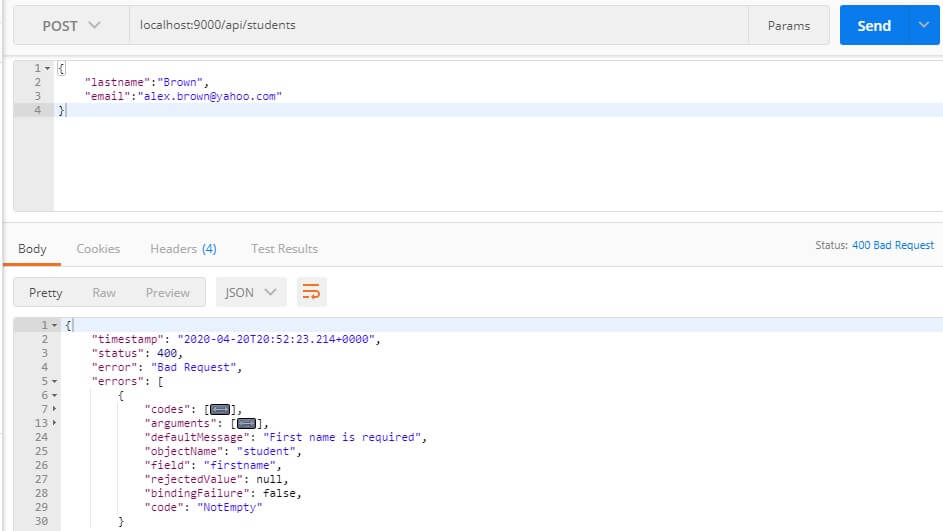 POST localhost:9000/api/students Params Send
1 {
2 "lastname":"Brown",
3 "email":"alex.brown@yahoo.com"
4 }
Body Cookies Headers (4) Test Results Status: 400 Bad Request
Pretty Raw Preview JSON
1 {
2 "timestamp": "2020-04-20T20:52:23.214+0000",
3 "status": 400,
4 "error": "Bad Request",
5 "errors": [
6 {
7 "codes": [↔],
13 "arguments": [↔],
24 "defaultMessage": "First name is required",
25 "objectName": "student",
26 "field": "firstname",
27 "rejectedValue": null,
28 "bindingFailure": false,
29 "code": "NotEmpty"
30 }